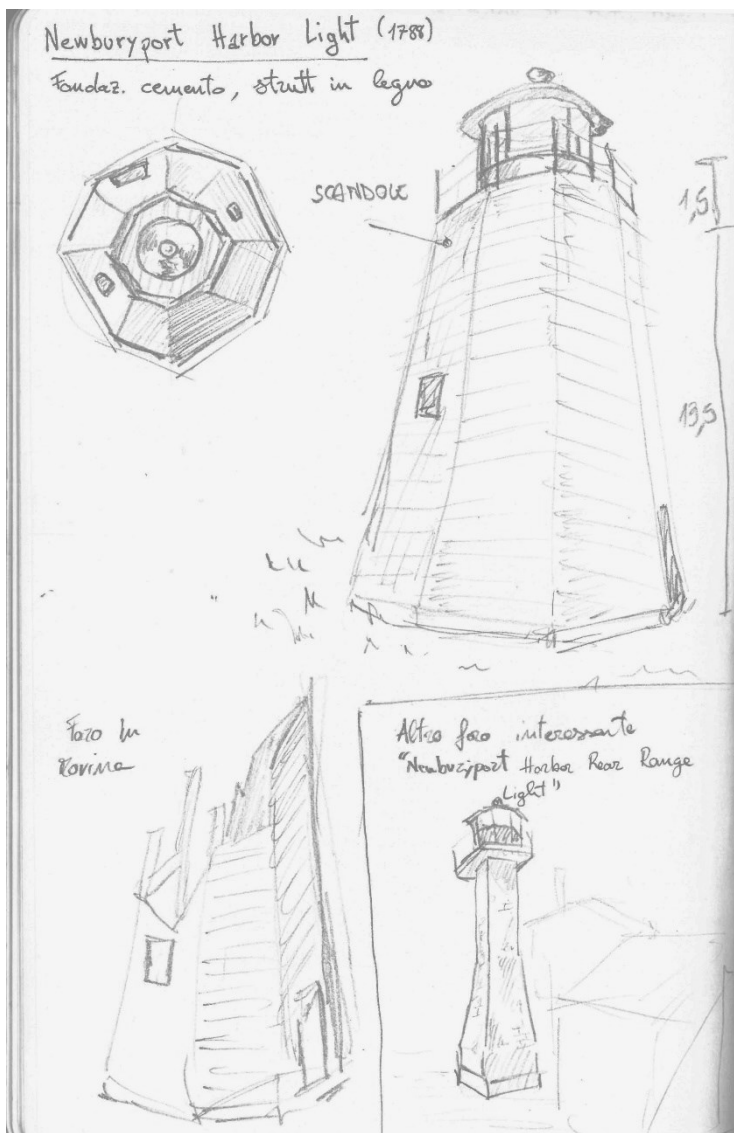 Newburyport Harbor Light (1788)
Fondaz. cemento, strutt in legno
SCANDOLE
1,5
13,5
Faro in
rovina
Altro faro interessante
"Newburyport Harbor Rear Range
Light"